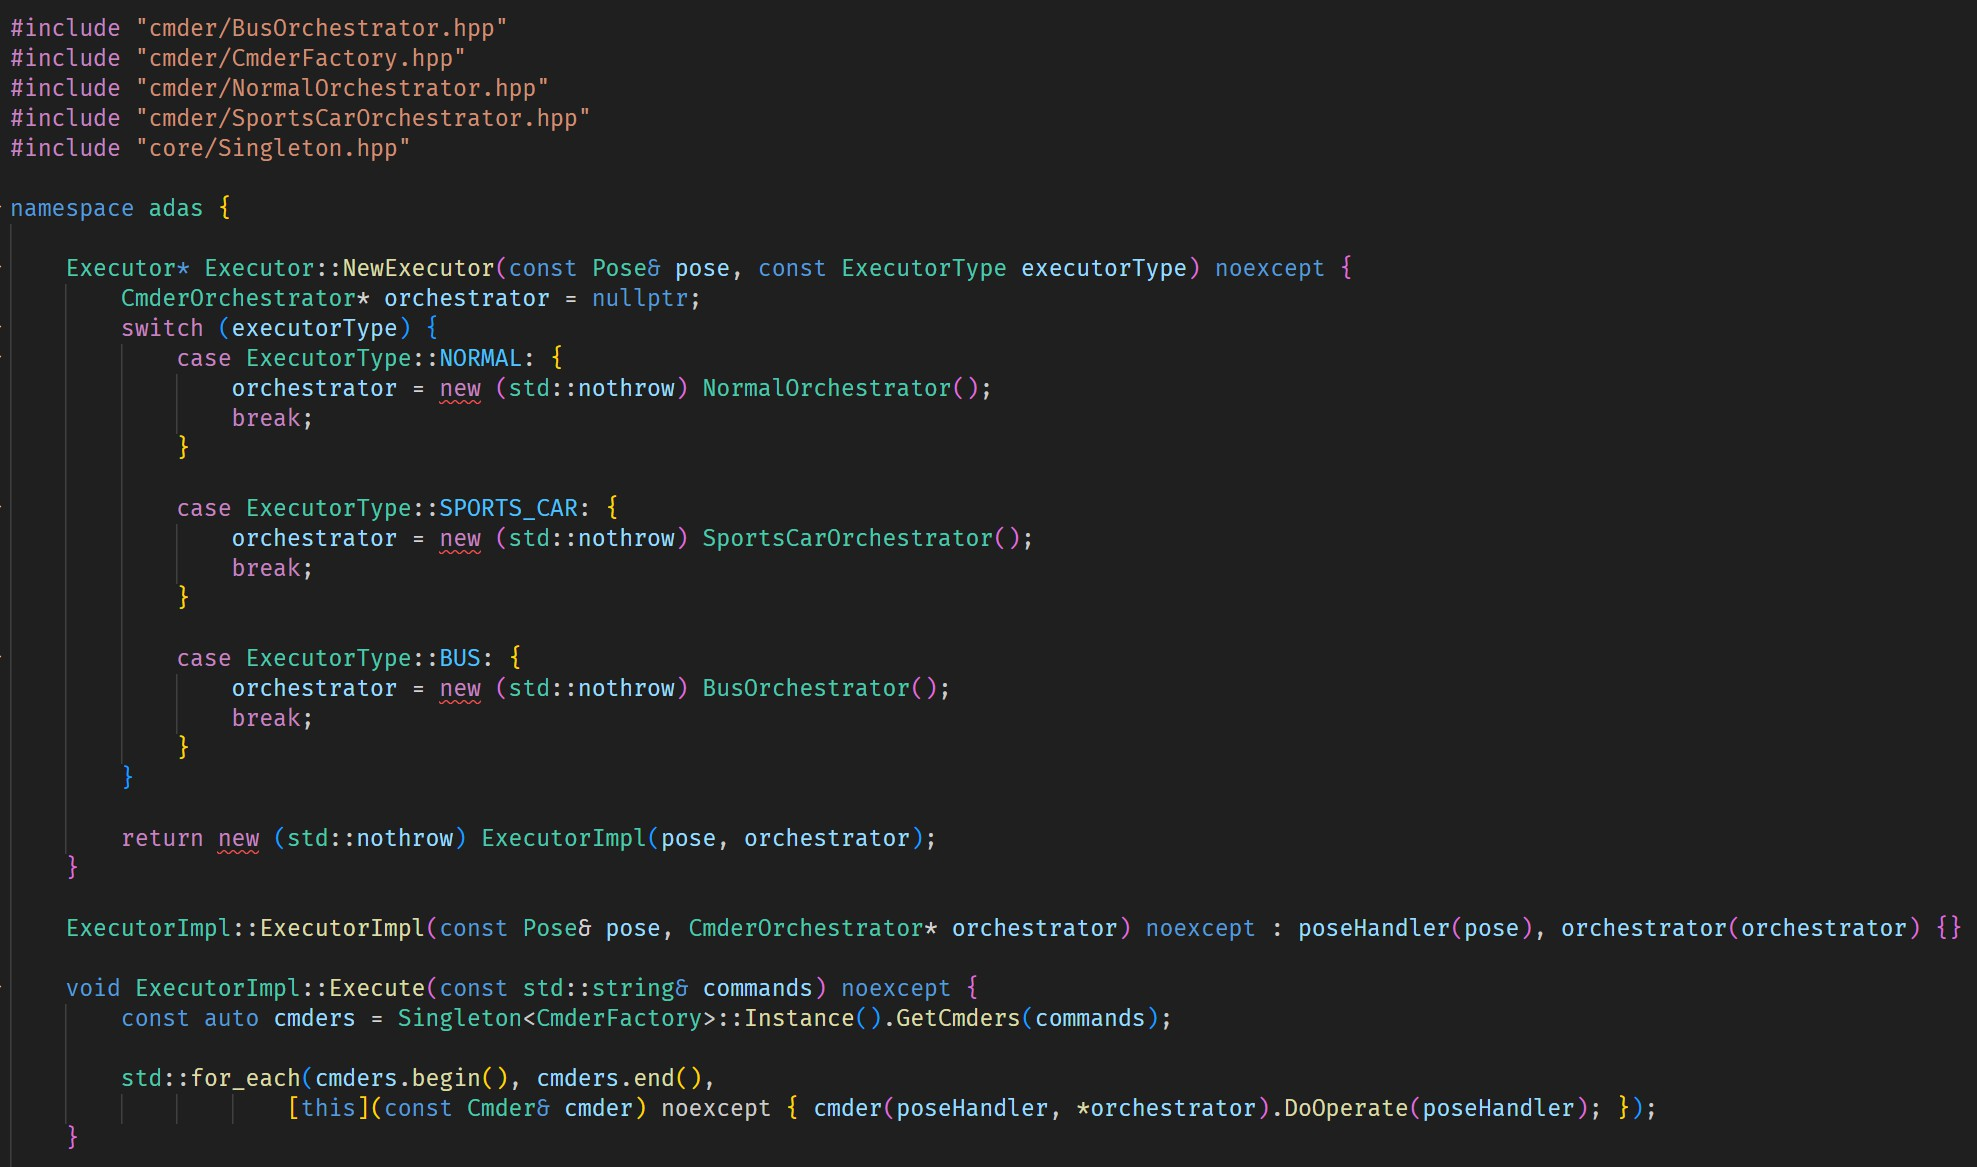 #include "cmder/BusOrchestrator.hpp"
#include "cmder/CmderFactory.hpp"
#include "cmder/NormalOrchestrator.hpp"
#include "cmder/SportsCarOrchestrator.hpp"
#include "core/Singleton.hpp"

namespace adas {

    Executor* Executor::NewExecutor(const Pose& pose, const ExecutorType executorType) noexcept {
        CmderOrchestrator* orchestrator = nullptr;
        switch (executorType) {
            case ExecutorType::NORMAL: {
                orchestrator = new (std::nothrow) NormalOrchestrator();
                break;
            }

            case ExecutorType::SPORTS_CAR: {
                orchestrator = new (std::nothrow) SportsCarOrchestrator();
                break;
            }

            case ExecutorType::BUS: {
                orchestrator = new (std::nothrow) BusOrchestrator();
                break;
            }
        }

        return new (std::nothrow) ExecutorImpl(pose, orchestrator);
    }

    ExecutorImpl::ExecutorImpl(const Pose& pose, CmderOrchestrator* orchestrator) noexcept : poseHandler(pose), orchestrator(orchestrator) {}

    void ExecutorImpl::Execute(const std::string& commands) noexcept {
        const auto cmders = Singleton<CmderFactory>::Instance().GetCmders(commands);

        std::for_each(cmders.begin(), cmders.end(),
                    [this](const Cmder& cmder) noexcept { cmder(poseHandler, *orchestrator).DoOperate(poseHandler); });
    }